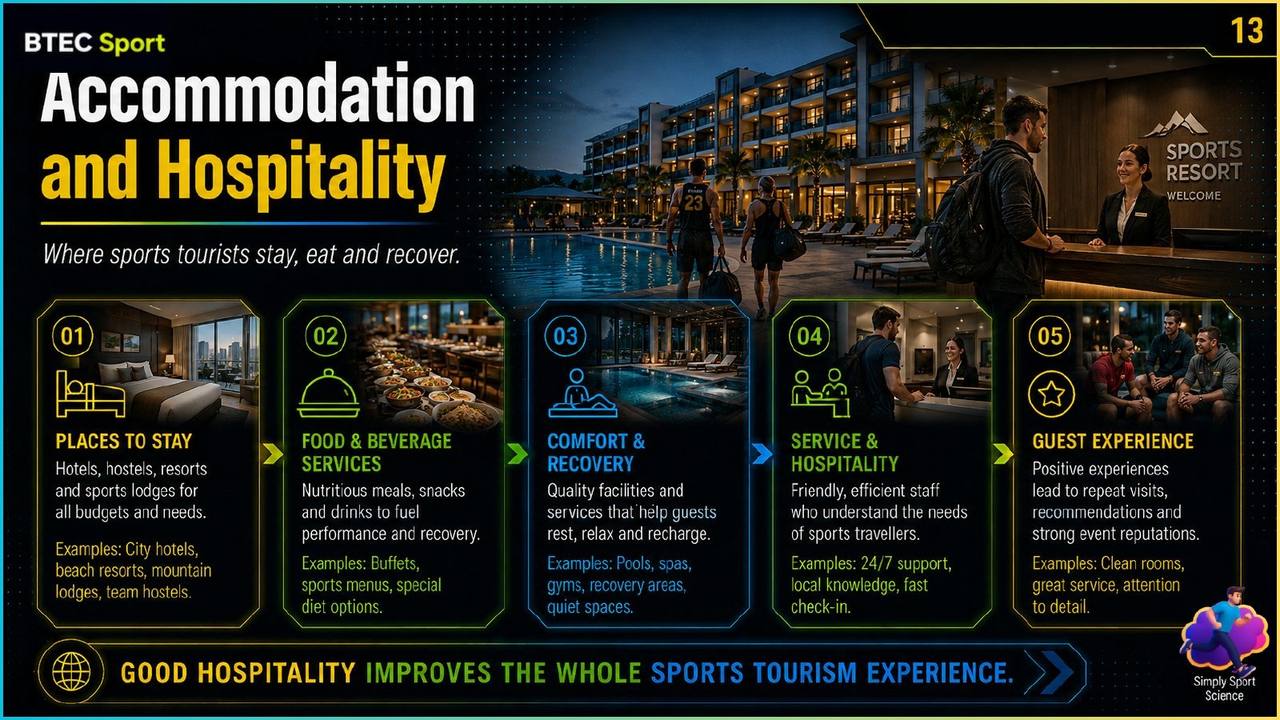 BTEC Sport
13
Accommodation
and Hospitality
Where sports tourists stay, eat and recover.
23
SPORTS
RESORT
WELCOME
01
PLACES TO STAY
Hotels, hostels, resorts
and sports lodges for
all budgets and needs.
Examples: City hotels,
beach resorts, mountain
lodges, team hostels.
02
FOOD & BEVERAGE
SERVICES
Nutritious meals, snacks
and drinks to fuel
performance and recovery.
Examples: Buffets,
sports menus, special
diet options.
03
COMFORT &
RECOVERY
Quality facilities and
services that help guests
rest, relax and recharge.
Examples: Pools, spas,
gyms, recovery areas,
quiet spaces.
04
SERVICE &
HOSPITALITY
Friendly, efficient staff
who understand the needs
of sports travellers.
Examples: 24/7 support,
local knowledge, fast
check-in.
05
GUEST EXPERIENCE
Positive experiences
lead to repeat visits,
recommendations and
strong event reputations.
Examples: Clean rooms,
great service, attention
to detail.
GOOD HOSPITALITY IMPROVES THE WHOLE SPORTS TOURISM EXPERIENCE.
Simply Sport
Science